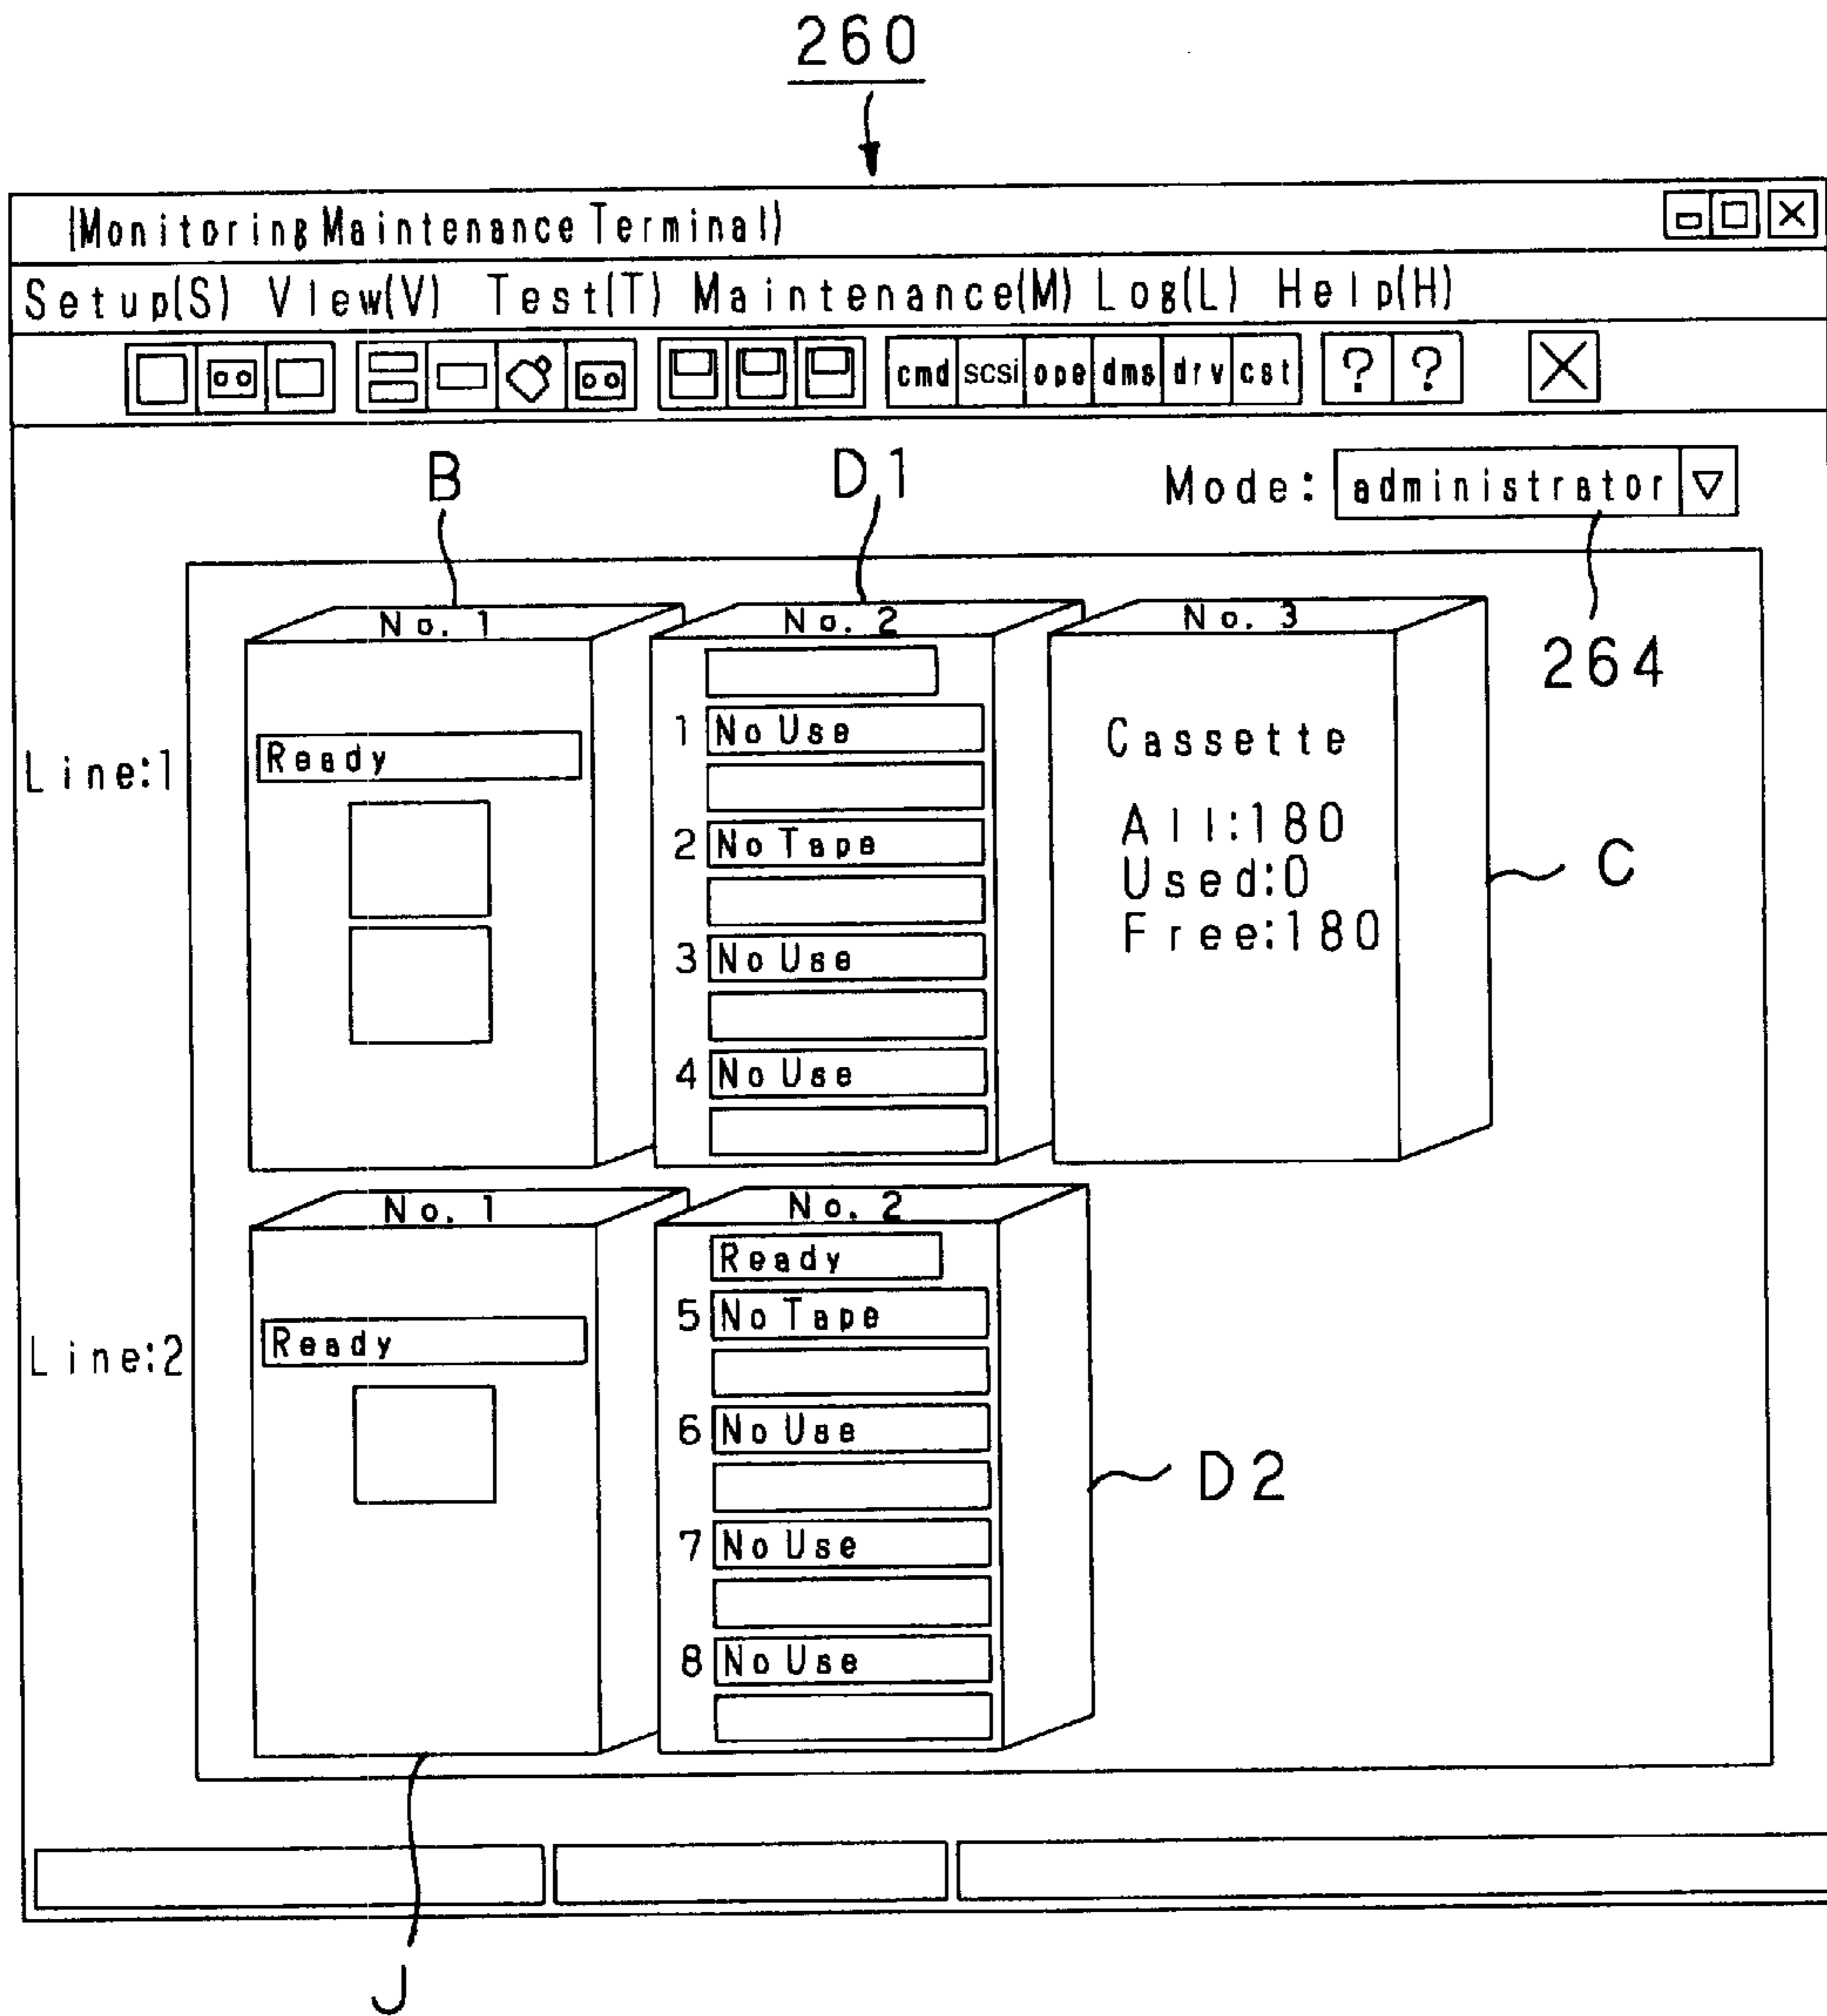 260
(Monitoring Maintenance Terminal)
Setup(S) View(V) Test(T) Maintenance(M) Log(L) Help(H)
cmd scsi ope dms drv cst ? ?
B D1 Mode: administrator
264
Line:1
No. 1
Ready
No. 2
1 No Use
2 No Tape
3 No Use
4 No Use
No. 3
Cassette
All:180
Used:0
Free:180
C
Line:2
No. 1
Ready
No. 2
Ready
5 No Tape
6 No Use
7 No Use
8 No Use
D2
J